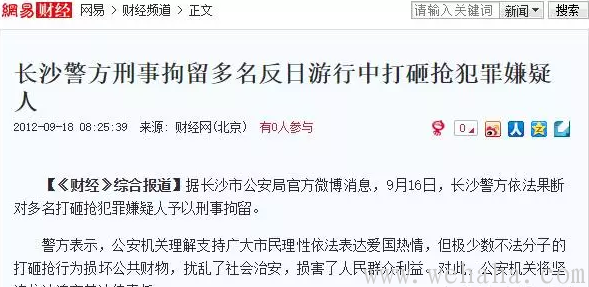 網易 财经 网易 > 财经频道 > 正文 请输入关键词 新闻 搜索
长沙警方刑事拘留多名反日游行中打砸抢犯罪嫌疑
人
2012-09-18 08:25:39 来源: 财经网(北京) 有0人参与 0
【《财经》综合报道】据长沙市公安局官方微博消息，9月16日，长沙警方依法果断
对多名打砸抢犯罪嫌疑人予以刑事拘留。
警方表示，公安机关理解支持广大市民理性依法表达爱国热情，但极少数不法分子的
打砸抢行为损坏公共财物，扰乱了社会治安，损害了人民群众利益。对此，公安机关将坚
www.wehaha.com